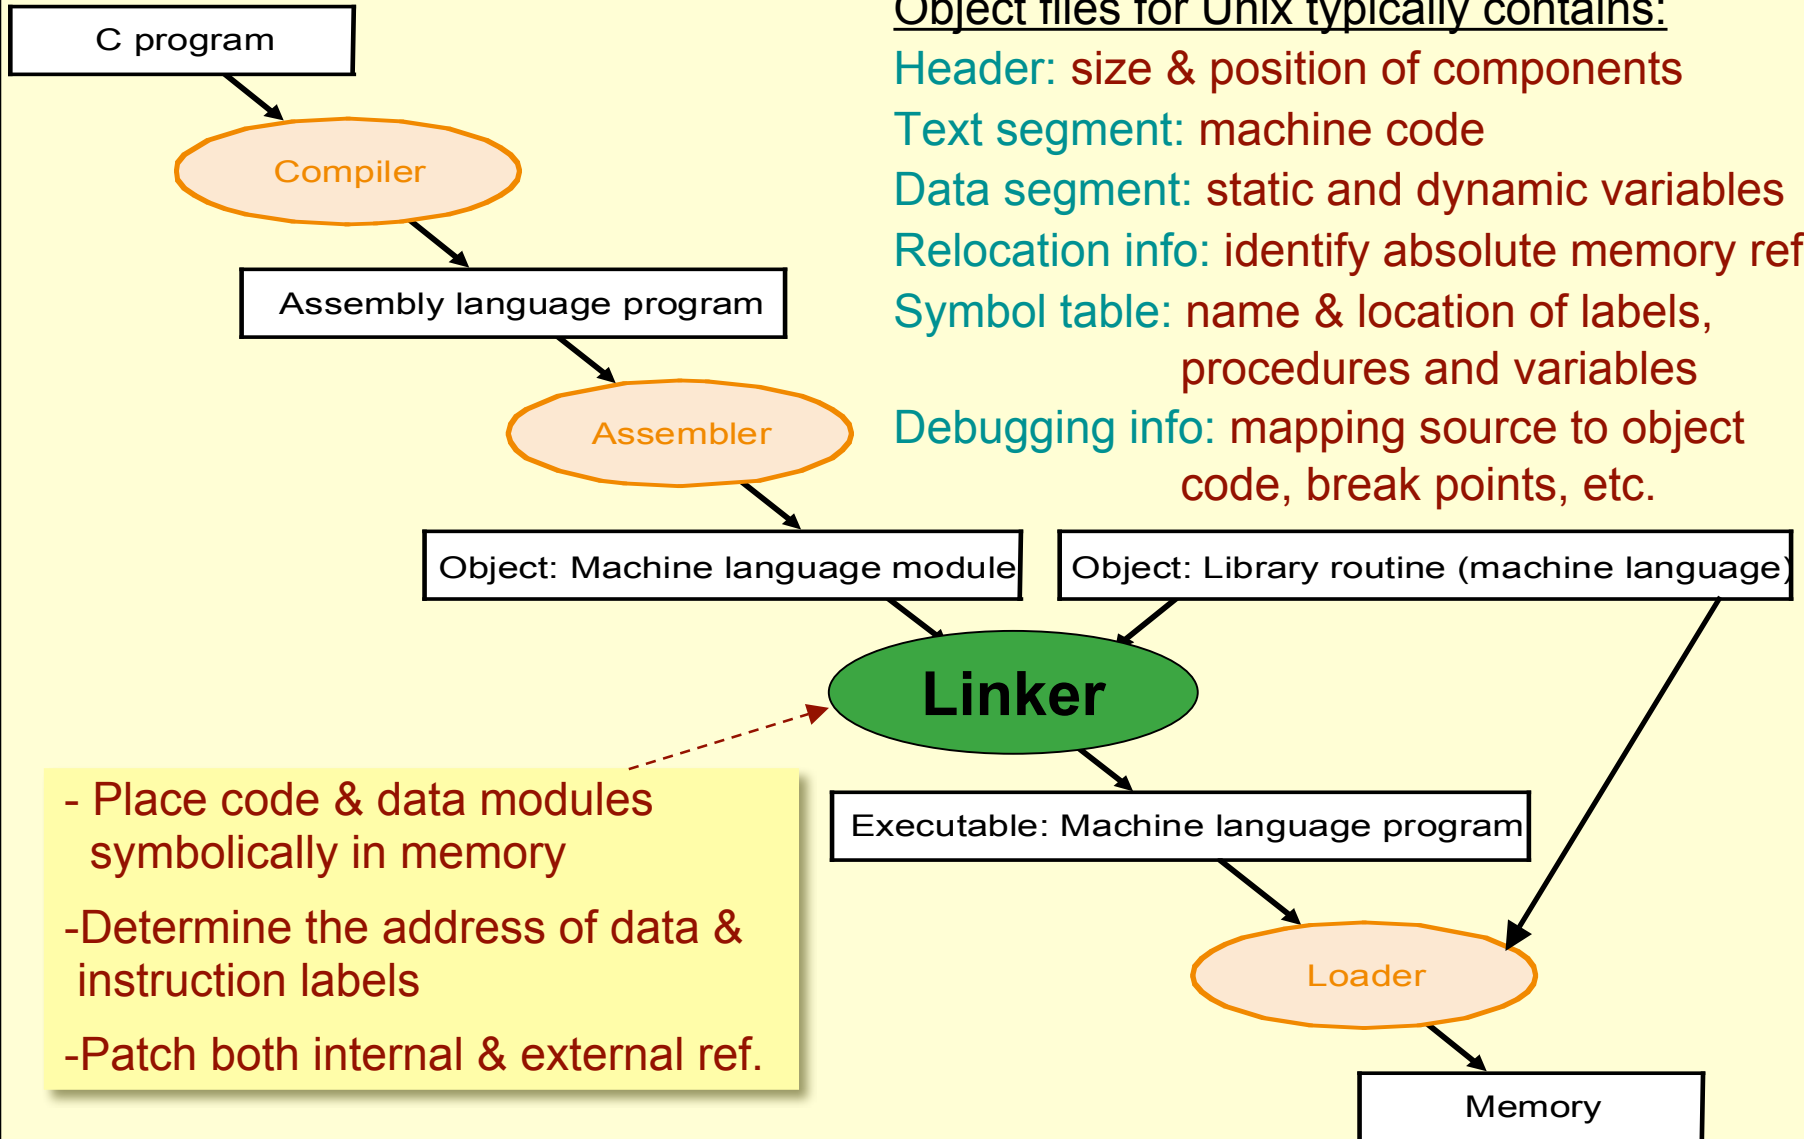 C program
Compiler
Assembly language program
Assembler
Object files for Unix typically contains:
Header: size & position of components
Text segment: machine code
Data segment: static and dynamic variables
Relocation info: identify absolute memory ref
Symbol table: name & location of labels,
procedures and variables
Debugging info: mapping source to object
code, break points, etc.
Object: Machine language module
Object: Library routine (machine language)
Linker
- Place code & data modules
symbolically in memory
-Determine the address of data &
instruction labels
-Patch both internal & external ref.
Executable: Machine language program
Loader
Memory